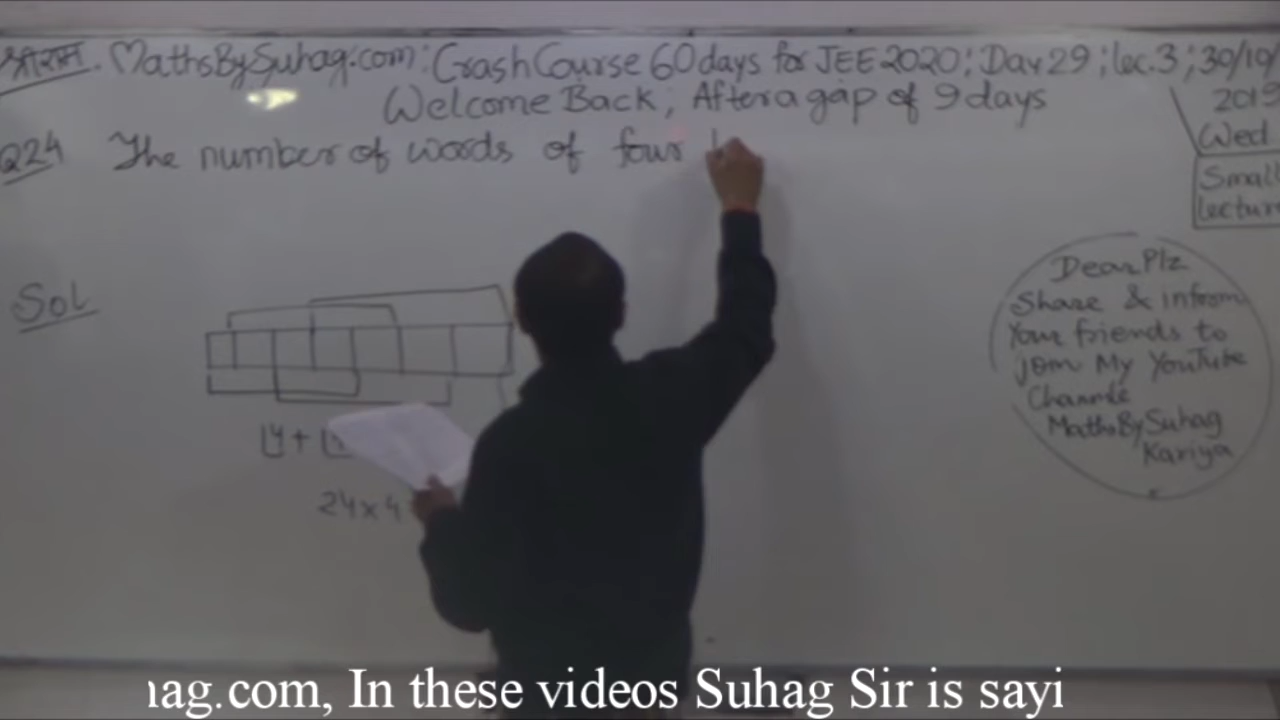 श्रीराम. MathsBySuhag.com: Crash Course 60 days for JEE 2020; Day 29; lec.3; 30/10/
2019
Welcome Back, After a gap of 9 days
Wed
Q24 The number of words of four
Small
lectur
Sol
Dear Plz
Share & inform
Your friends to
Join My YouTube
Channel
MathsBySuhag
Kariya
24x4
hag.com, In these videos Suhag Sir is sayi